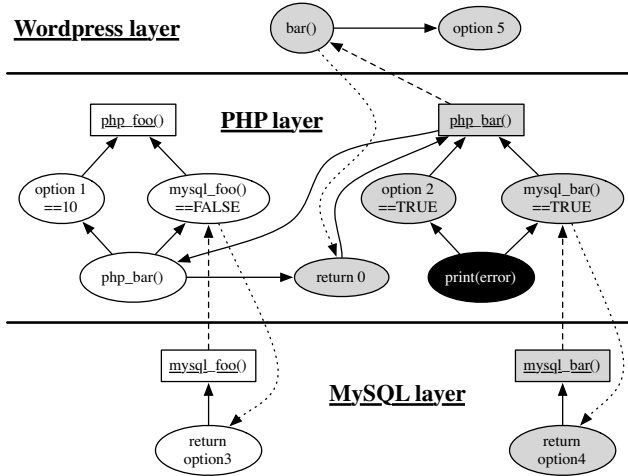 Wordpress layer
bar()
option 5
php_foo()
PHP layer
php_bar()
option 1
==10
mysql_foo()
==FALSE
option 2
==TRUE
mysql_bar()
==TRUE
php_bar()
return 0
print(error)
mysql_foo()
mysql_bar()
MySQL layer
return
option3
return
option4